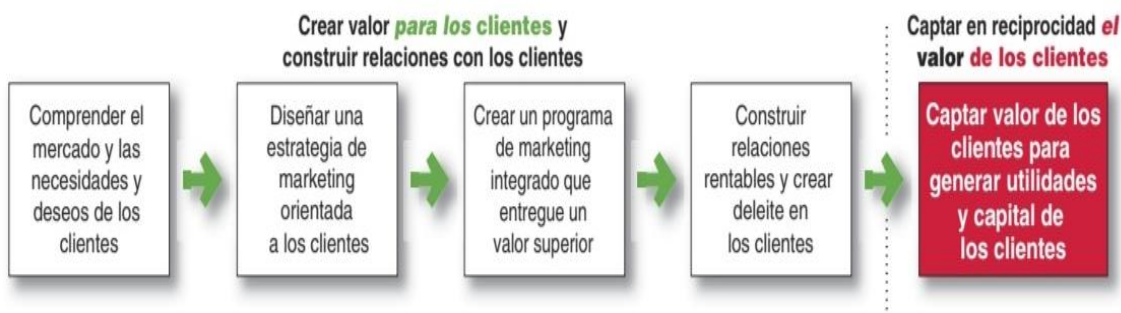 Crear valor para los clientes y
construir relaciones con los clientes
Captar en reciprocidad el
valor de los clientes
Comprender el
mercado y las
necesidades y
deseos de los
clientes
Diseñar una
estrategia de
marketing
orientada
a los clientes
Crear un programa
de marketing
integrado que
entregue un
valor superior
Construir
relaciones
rentables y crear
deleite en
los clientes
Captar valor de los
clientes para
generar utilidades
y capital de
los clientes